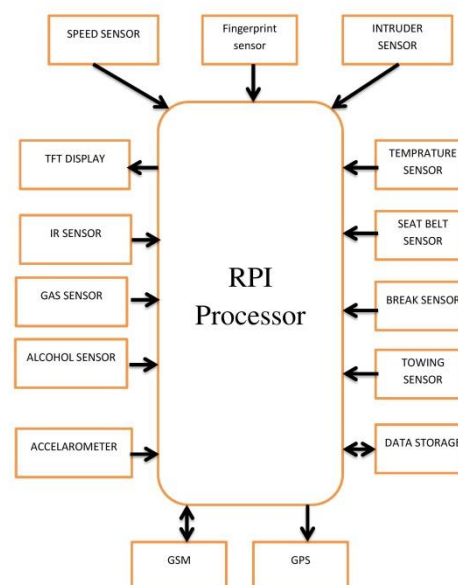 SPEED SENSOR
Fingerprint
sensor
INTRUDER
SENSOR
TFT DISPLAY
TEMPRATURE
SENSOR
IR SENSOR
SEAT BELT
SENSOR
GAS SENSOR
BREAK SENSOR
RPI
Processor
ALCOHOL SENSOR
TOWING
SENSOR
ACCELAROMETER
DATA STORAGE
GSM
GPS